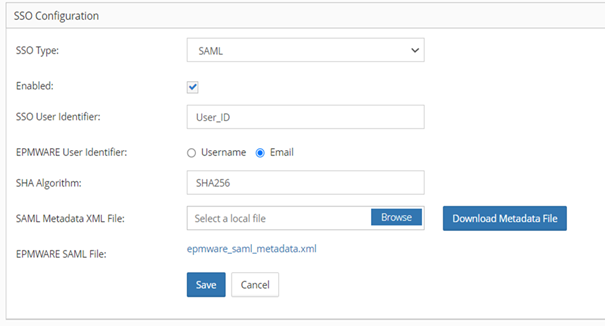 SSO Configuration
SSO Type: SAML
Enabled:
SSO User Identifier: User_ID
EPMWARE User Identifier: Username Email
SHA Algorithm: SHA256
SAML Metadata XML File: Select a local file Browse Download Metadata File
EPMWARE SAML File: epmware_saml_metadata.xml
Save Cancel